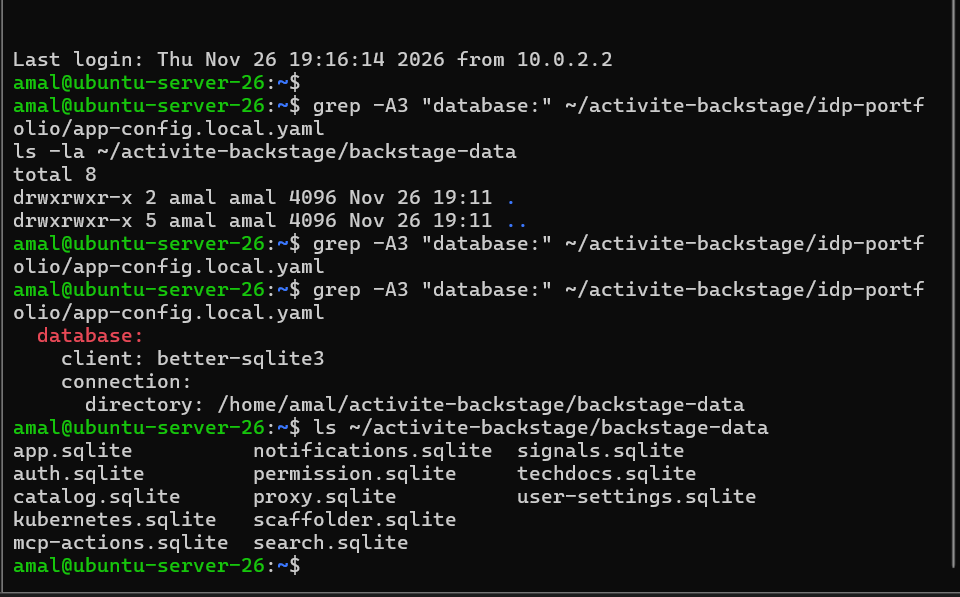 Last login: Thu Nov 26 19:16:14 2026 from 10.0.2.2
amal@ubuntu-server-26:~$
amal@ubuntu-server-26:~$ grep -A3 "database:" ~/activite-backstage/idp-portf
olio/app-config.local.yaml
ls -la ~/activite-backstage/backstage-data
total 8
drwxrwxr-x 2 amal amal 4096 Nov 26 19:11 .
drwxrwxr-x 5 amal amal 4096 Nov 26 19:11 ..
amal@ubuntu-server-26:~$ grep -A3 "database:" ~/activite-backstage/idp-portf
olio/app-config.local.yaml
amal@ubuntu-server-26:~$ grep -A3 "database:" ~/activite-backstage/idp-portf
olio/app-config.local.yaml
  database:
    client: better-sqlite3
    connection:
      directory: /home/amal/activite-backstage/backstage-data
amal@ubuntu-server-26:~$ ls ~/activite-backstage/backstage-data
app.sqlite          notifications.sqlite  signals.sqlite
auth.sqlite         permission.sqlite     techdocs.sqlite
catalog.sqlite      proxy.sqlite          user-settings.sqlite
kubernetes.sqlite   scaffolder.sqlite
mcp-actions.sqlite  search.sqlite
amal@ubuntu-server-26:~$